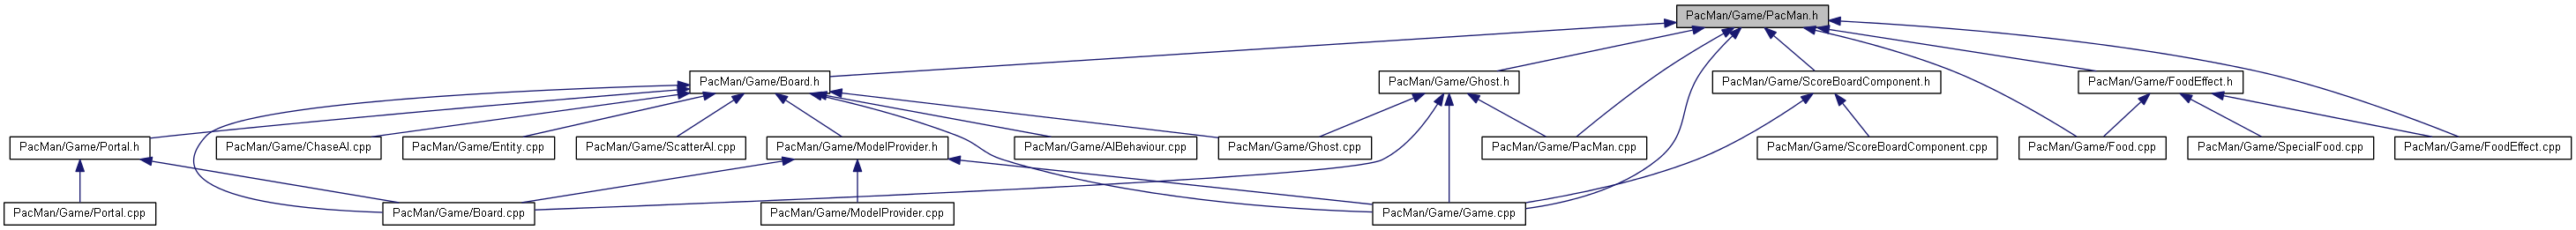 PacMan/Game/PacMan.h
PacMan/Game/Board.h
PacMan/Game/Ghost.h
PacMan/Game/ScoreBoardComponent.h
PacMan/Game/FoodEffect.h
PacMan/Game/Portal.h
PacMan/Game/ChaseAI.cpp
PacMan/Game/Entity.cpp
PacMan/Game/ScatterAI.cpp
PacMan/Game/ModelProvider.h
PacMan/Game/AIBehaviour.cpp
PacMan/Game/Ghost.cpp
PacMan/Game/PacMan.cpp
PacMan/Game/ScoreBoardComponent.cpp
PacMan/Game/Food.cpp
PacMan/Game/SpecialFood.cpp
PacMan/Game/FoodEffect.cpp
PacMan/Game/Portal.cpp
PacMan/Game/Board.cpp
PacMan/Game/ModelProvider.cpp
PacMan/Game/Game.cpp